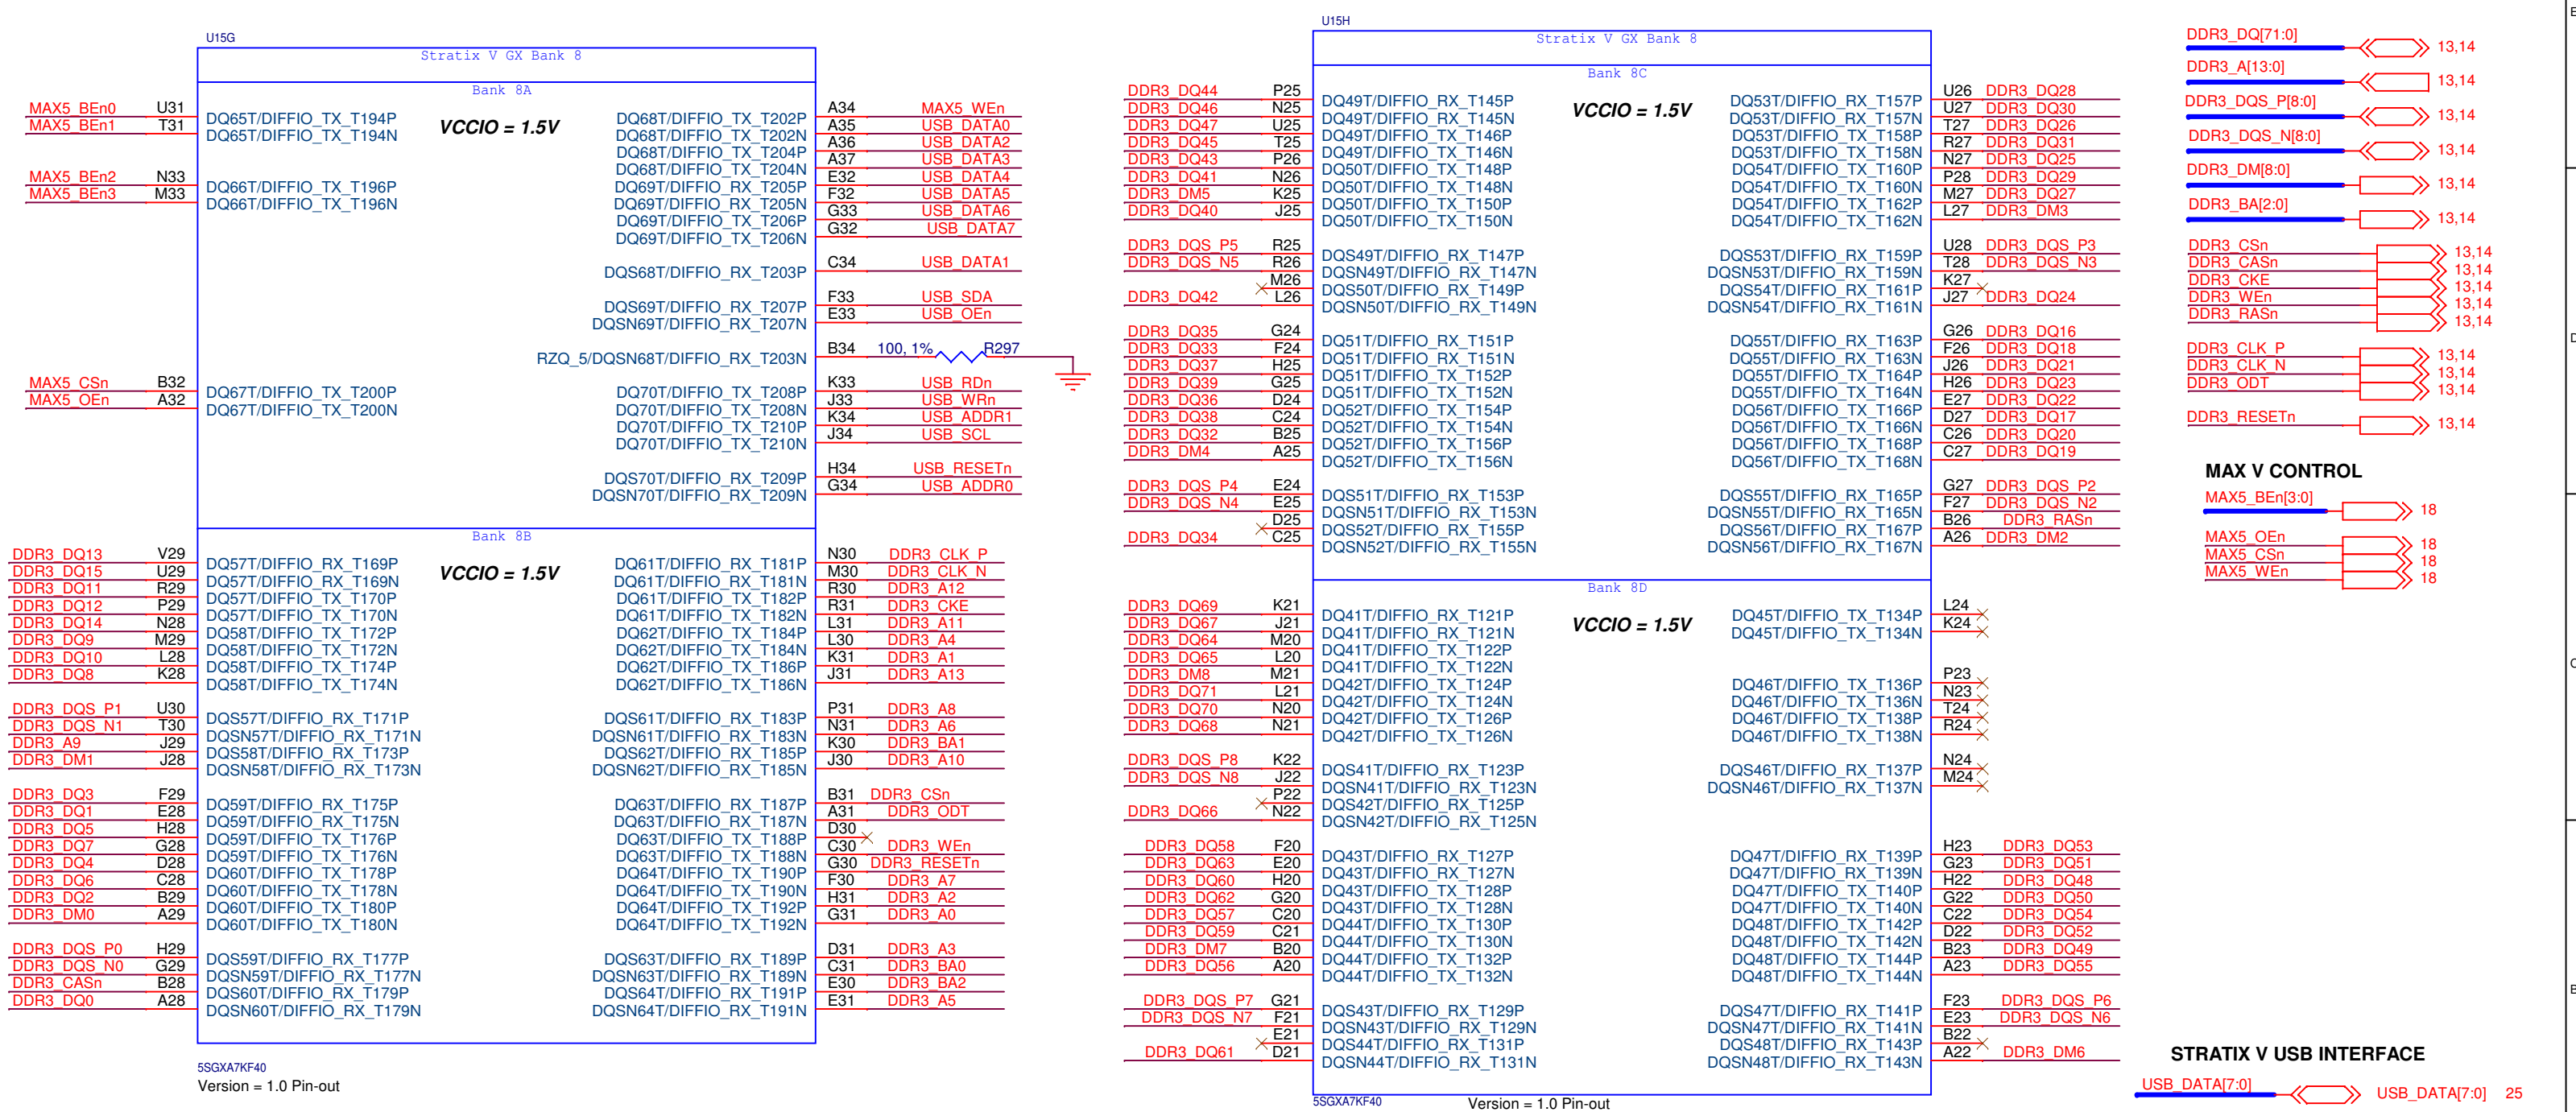 U15G
Stratix V GX Bank 8
Bank 8A
VCCIO = 1.5V
MAX5_BEn0 U31 DQ65T/DIFFIO_TX_T194P
MAX5_BEn1 T31 DQ65T/DIFFIO_TX_T194N
MAX5_BEn2 N33 DQ66T/DIFFIO_TX_T196P
MAX5_BEn3 M33 DQ66T/DIFFIO_TX_T196N
MAX5_CSn B32 DQ67T/DIFFIO_TX_T200P
MAX5_OEn A32 DQ67T/DIFFIO_TX_T200N
DQ68T/DIFFIO_TX_T202P A34 MAX5_WEn
DQ68T/DIFFIO_TX_T202N A35 USB_DATA0
DQ68T/DIFFIO_TX_T204P A36 USB_DATA2
DQ68T/DIFFIO_TX_T204N A37 USB_DATA3
DQ69T/DIFFIO_RX_T205P E32 USB_DATA4
DQ69T/DIFFIO_RX_T205N F32 USB_DATA5
DQ69T/DIFFIO_TX_T206P G33 USB_DATA6
DQ69T/DIFFIO_TX_T206N G32 USB_DATA7
DQS68T/DIFFIO_RX_T203P C34 USB_DATA1
DQS69T/DIFFIO_RX_T207P F33 USB_SDA
DQSN69T/DIFFIO_RX_T207N E33 USB_OEn
RZQ_5/DQSN68T/DIFFIO_RX_T203N B34 100, 1% R297
DQ70T/DIFFIO_TX_T208P K33 USB_RDn
DQ70T/DIFFIO_TX_T208N J33 USB_WRn
DQ70T/DIFFIO_TX_T210P K34 USB_ADDR1
DQ70T/DIFFIO_TX_T210N J34 USB_SCL
DQS70T/DIFFIO_RX_T209P H34 USB_RESETn
DQSN70T/DIFFIO_RX_T209N G34 USB_ADDR0
Bank 8B
VCCIO = 1.5V
DDR3_DQ13 V29 DQ57T/DIFFIO_RX_T169P
DDR3_DQ15 U29 DQ57T/DIFFIO_RX_T169N
DDR3_DQ11 R29 DQ57T/DIFFIO_TX_T170P
DDR3_DQ12 P29 DQ57T/DIFFIO_TX_T170N
DDR3_DQ14 N28 DQ58T/DIFFIO_TX_T172P
DDR3_DQ9 M29 DQ58T/DIFFIO_TX_T172N
DDR3_DQ10 L28 DQ58T/DIFFIO_TX_T174P
DDR3_DQ8 K28 DQ58T/DIFFIO_TX_T174N
DDR3_DQS_P1 U30 DQS57T/DIFFIO_RX_T171P
DDR3_DQS_N1 T30 DQSN57T/DIFFIO_RX_T171N
DDR3_A9 J29 DQS58T/DIFFIO_RX_T173P
DDR3_DM1 J28 DQSN58T/DIFFIO_RX_T173N
DDR3_DQ3 F29 DQ59T/DIFFIO_RX_T175P
DDR3_DQ1 E28 DQ59T/DIFFIO_RX_T175N
DDR3_DQ5 H28 DQ59T/DIFFIO_TX_T176P
DDR3_DQ7 G28 DQ59T/DIFFIO_TX_T176N
DDR3_DQ4 D28 DQ60T/DIFFIO_TX_T178P
DDR3_DQ6 C28 DQ60T/DIFFIO_TX_T178N
DDR3_DQ2 B29 DQ60T/DIFFIO_TX_T180P
DDR3_DM0 A29 DQ60T/DIFFIO_TX_T180N
DDR3_DQS_P0 H29 DQS59T/DIFFIO_RX_T177P
DDR3_DQS_N0 G29 DQSN59T/DIFFIO_RX_T177N
DDR3_CASn B28 DQS60T/DIFFIO_RX_T179P
DDR3_DQ0 A28 DQSN60T/DIFFIO_RX_T179N
DQ61T/DIFFIO_RX_T181P N30 DDR3_CLK_P
DQ61T/DIFFIO_RX_T181N M30 DDR3_CLK_N
DQ61T/DIFFIO_TX_T182P R30 DDR3_A12
DQ61T/DIFFIO_TX_T182N R31 DDR3_CKE
DQ62T/DIFFIO_TX_T184P L31 DDR3_A11
DQ62T/DIFFIO_TX_T184N L30 DDR3_A4
DQ62T/DIFFIO_TX_T186P K31 DDR3_A1
DQ62T/DIFFIO_TX_T186N J31 DDR3_A13
DQS61T/DIFFIO_RX_T183P P31 DDR3_A8
DQSN61T/DIFFIO_RX_T183N N31 DDR3_A6
DQS62T/DIFFIO_RX_T185P K30 DDR3_BA1
DQSN62T/DIFFIO_RX_T185N J30 DDR3_A10
DQ63T/DIFFIO_RX_T187P B31 DDR3_CSn
DQ63T/DIFFIO_RX_T187N A31 DDR3_ODT
DQ63T/DIFFIO_TX_T188P D30
DQ63T/DIFFIO_TX_T188N C30 DDR3_WEn
DQ64T/DIFFIO_TX_T190P G30 DDR3_RESETn
DQ64T/DIFFIO_TX_T190N F30 DDR3_A7
DQ64T/DIFFIO_TX_T192P H31 DDR3_A2
DQ64T/DIFFIO_TX_T192N G31 DDR3_A0
DQS63T/DIFFIO_RX_T189P D31 DDR3_A3
DQSN63T/DIFFIO_RX_T189N C31 DDR3_BA0
DQS64T/DIFFIO_RX_T191P E30 DDR3_BA2
DQSN64T/DIFFIO_RX_T191N E31 DDR3_A5
5SGXA7KF40
Version = 1.0 Pin-out
U15H
Stratix V GX Bank 8
Bank 8C
VCCIO = 1.5V
DDR3_DQ44 P25 DQ49T/DIFFIO_RX_T145P
DDR3_DQ46 N25 DQ49T/DIFFIO_RX_T145N
DDR3_DQ47 U25 DQ49T/DIFFIO_TX_T146P
DDR3_DQ45 T25 DQ49T/DIFFIO_TX_T146N
DDR3_DQ43 P26 DQ50T/DIFFIO_TX_T148P
DDR3_DQ41 N26 DQ50T/DIFFIO_TX_T148N
DDR3_DM5 K25 DQ50T/DIFFIO_TX_T150P
DDR3_DQ40 J25 DQ50T/DIFFIO_TX_T150N
DDR3_DQS_P5 R25 DQS49T/DIFFIO_RX_T147P
DDR3_DQS_N5 R26 DQSN49T/DIFFIO_RX_T147N
M26 DQS50T/DIFFIO_RX_T149P
DDR3_DQ42 L26 DQSN50T/DIFFIO_RX_T149N
DDR3_DQ35 G24 DQ51T/DIFFIO_RX_T151P
DDR3_DQ33 F24 DQ51T/DIFFIO_RX_T151N
DDR3_DQ37 H25 DQ51T/DIFFIO_TX_T152P
DDR3_DQ39 G25 DQ51T/DIFFIO_TX_T152N
DDR3_DQ36 D24 DQ52T/DIFFIO_TX_T154P
DDR3_DQ38 C24 DQ52T/DIFFIO_TX_T154N
DDR3_DQ32 B25 DQ52T/DIFFIO_TX_T156P
DDR3_DM4 A25 DQ52T/DIFFIO_TX_T156N
DDR3_DQS_P4 E24 DQS51T/DIFFIO_RX_T153P
DDR3_DQS_N4 E25 DQSN51T/DIFFIO_RX_T153N
D25 DQS52T/DIFFIO_RX_T155P
DDR3_DQ34 C25 DQSN52T/DIFFIO_RX_T155N
DQ53T/DIFFIO_RX_T157P U26 DDR3_DQ28
DQ53T/DIFFIO_RX_T157N U27 DDR3_DQ30
DQ53T/DIFFIO_TX_T158P T27 DDR3_DQ26
DQ53T/DIFFIO_TX_T158N R27 DDR3_DQ31
DQ54T/DIFFIO_TX_T160P N27 DDR3_DQ25
DQ54T/DIFFIO_TX_T160N P28 DDR3_DQ29
DQ54T/DIFFIO_TX_T162P M27 DDR3_DQ27
DQ54T/DIFFIO_TX_T162N L27 DDR3_DM3
DQS53T/DIFFIO_RX_T159P U28 DDR3_DQS_P3
DQSN53T/DIFFIO_RX_T159N T28 DDR3_DQS_N3
DQS54T/DIFFIO_RX_T161P K27
DQSN54T/DIFFIO_RX_T161N J27 DDR3_DQ24
DQ55T/DIFFIO_RX_T163P G26 DDR3_DQ16
DQ55T/DIFFIO_RX_T163N F26 DDR3_DQ18
DQ55T/DIFFIO_TX_T164P J26 DDR3_DQ21
DQ55T/DIFFIO_TX_T164N H26 DDR3_DQ23
DQ56T/DIFFIO_TX_T166P E27 DDR3_DQ22
DQ56T/DIFFIO_TX_T166N D27 DDR3_DQ17
DQ56T/DIFFIO_TX_T168P C26 DDR3_DQ20
DQ56T/DIFFIO_TX_T168N C27 DDR3_DQ19
DQS55T/DIFFIO_RX_T165P G27 DDR3_DQS_P2
DQSN55T/DIFFIO_RX_T165N F27 DDR3_DQS_N2
DQS56T/DIFFIO_RX_T167P B26 DDR3_RASn
DQSN56T/DIFFIO_RX_T167N A26 DDR3_DM2
Bank 8D
VCCIO = 1.5V
DDR3_DQ69 K21 DQ41T/DIFFIO_RX_T121P
DDR3_DQ67 J21 DQ41T/DIFFIO_RX_T121N
DDR3_DQ64 M20 DQ41T/DIFFIO_TX_T122P
DDR3_DQ65 L20 DQ41T/DIFFIO_TX_T122N
DDR3_DM8 M21 DQ42T/DIFFIO_TX_T124P
DDR3_DQ71 L21 DQ42T/DIFFIO_TX_T124N
DDR3_DQ70 N20 DQ42T/DIFFIO_TX_T126P
DDR3_DQ68 N21 DQ42T/DIFFIO_TX_T126N
DDR3_DQS_P8 K22 DQS41T/DIFFIO_RX_T123P
DDR3_DQS_N8 J22 DQSN41T/DIFFIO_RX_T123N
P22 DQS42T/DIFFIO_RX_T125P
DDR3_DQ66 N22 DQSN42T/DIFFIO_RX_T125N
DDR3_DQ58 F20 DQ43T/DIFFIO_RX_T127P
DDR3_DQ63 E20 DQ43T/DIFFIO_RX_T127N
DDR3_DQ60 H20 DQ43T/DIFFIO_TX_T128P
DDR3_DQ62 G20 DQ43T/DIFFIO_TX_T128N
DDR3_DQ57 C20 DQ44T/DIFFIO_TX_T130P
DDR3_DQ59 C21 DQ44T/DIFFIO_TX_T130N
DDR3_DM7 B20 DQ44T/DIFFIO_TX_T132P
DDR3_DQ56 A20 DQ44T/DIFFIO_TX_T132N
DDR3_DQS_P7 G21 DQS43T/DIFFIO_RX_T129P
DDR3_DQS_N7 F21 DQSN43T/DIFFIO_RX_T129N
E21 DQS44T/DIFFIO_RX_T131P
DDR3_DQ61 D21 DQSN44T/DIFFIO_RX_T131N
DQ45T/DIFFIO_TX_T134P L24
DQ45T/DIFFIO_TX_T134N K24
DQ46T/DIFFIO_TX_T136P P23
DQ46T/DIFFIO_TX_T136N N23
DQ46T/DIFFIO_TX_T138P T24
DQ46T/DIFFIO_TX_T138N R24
DQS46T/DIFFIO_RX_T137P N24
DQSN46T/DIFFIO_RX_T137N M24
DQ47T/DIFFIO_RX_T139P H23 DDR3_DQ53
DQ47T/DIFFIO_RX_T139N G23 DDR3_DQ51
DQ47T/DIFFIO_TX_T140P H22 DDR3_DQ48
DQ47T/DIFFIO_TX_T140N G22 DDR3_DQ50
DQ48T/DIFFIO_TX_T142P C22 DDR3_DQ54
DQ48T/DIFFIO_TX_T142N D22 DDR3_DQ52
DQ48T/DIFFIO_TX_T144P B23 DDR3_DQ49
DQ48T/DIFFIO_TX_T144N A23 DDR3_DQ55
DQS47T/DIFFIO_RX_T141P F23 DDR3_DQS_P6
DQSN47T/DIFFIO_RX_T141N E23 DDR3_DQS_N6
DQS48T/DIFFIO_RX_T143P B22
DQSN48T/DIFFIO_RX_T143N A22 DDR3_DM6
5SGXA7KF40
Version = 1.0 Pin-out
DDR3_DQ[71:0] 13,14
DDR3_A[13:0] 13,14
DDR3_DQS_P[8:0] 13,14
DDR3_DQS_N[8:0] 13,14
DDR3_DM[8:0] 13,14
DDR3_BA[2:0] 13,14
DDR3_CSn 13,14
DDR3_CASn 13,14
DDR3_CKE 13,14
DDR3_WEn 13,14
DDR3_RASn 13,14
DDR3_CLK_P 13,14
DDR3_CLK_N 13,14
DDR3_ODT 13,14
DDR3_RESETn 13,14
MAX V CONTROL
MAX5_BEn[3:0] 18
MAX5_OEn 18
MAX5_CSn 18
MAX5_WEn 18
STRATIX V USB INTERFACE
USB_DATA[7:0] USB_DATA[7:0] 25